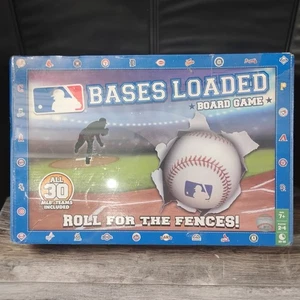 BASES LOADED
BOARD GAME
ALL
30
MLB TEAMS
INCLUDED
ROLL FOR THE FENCES!